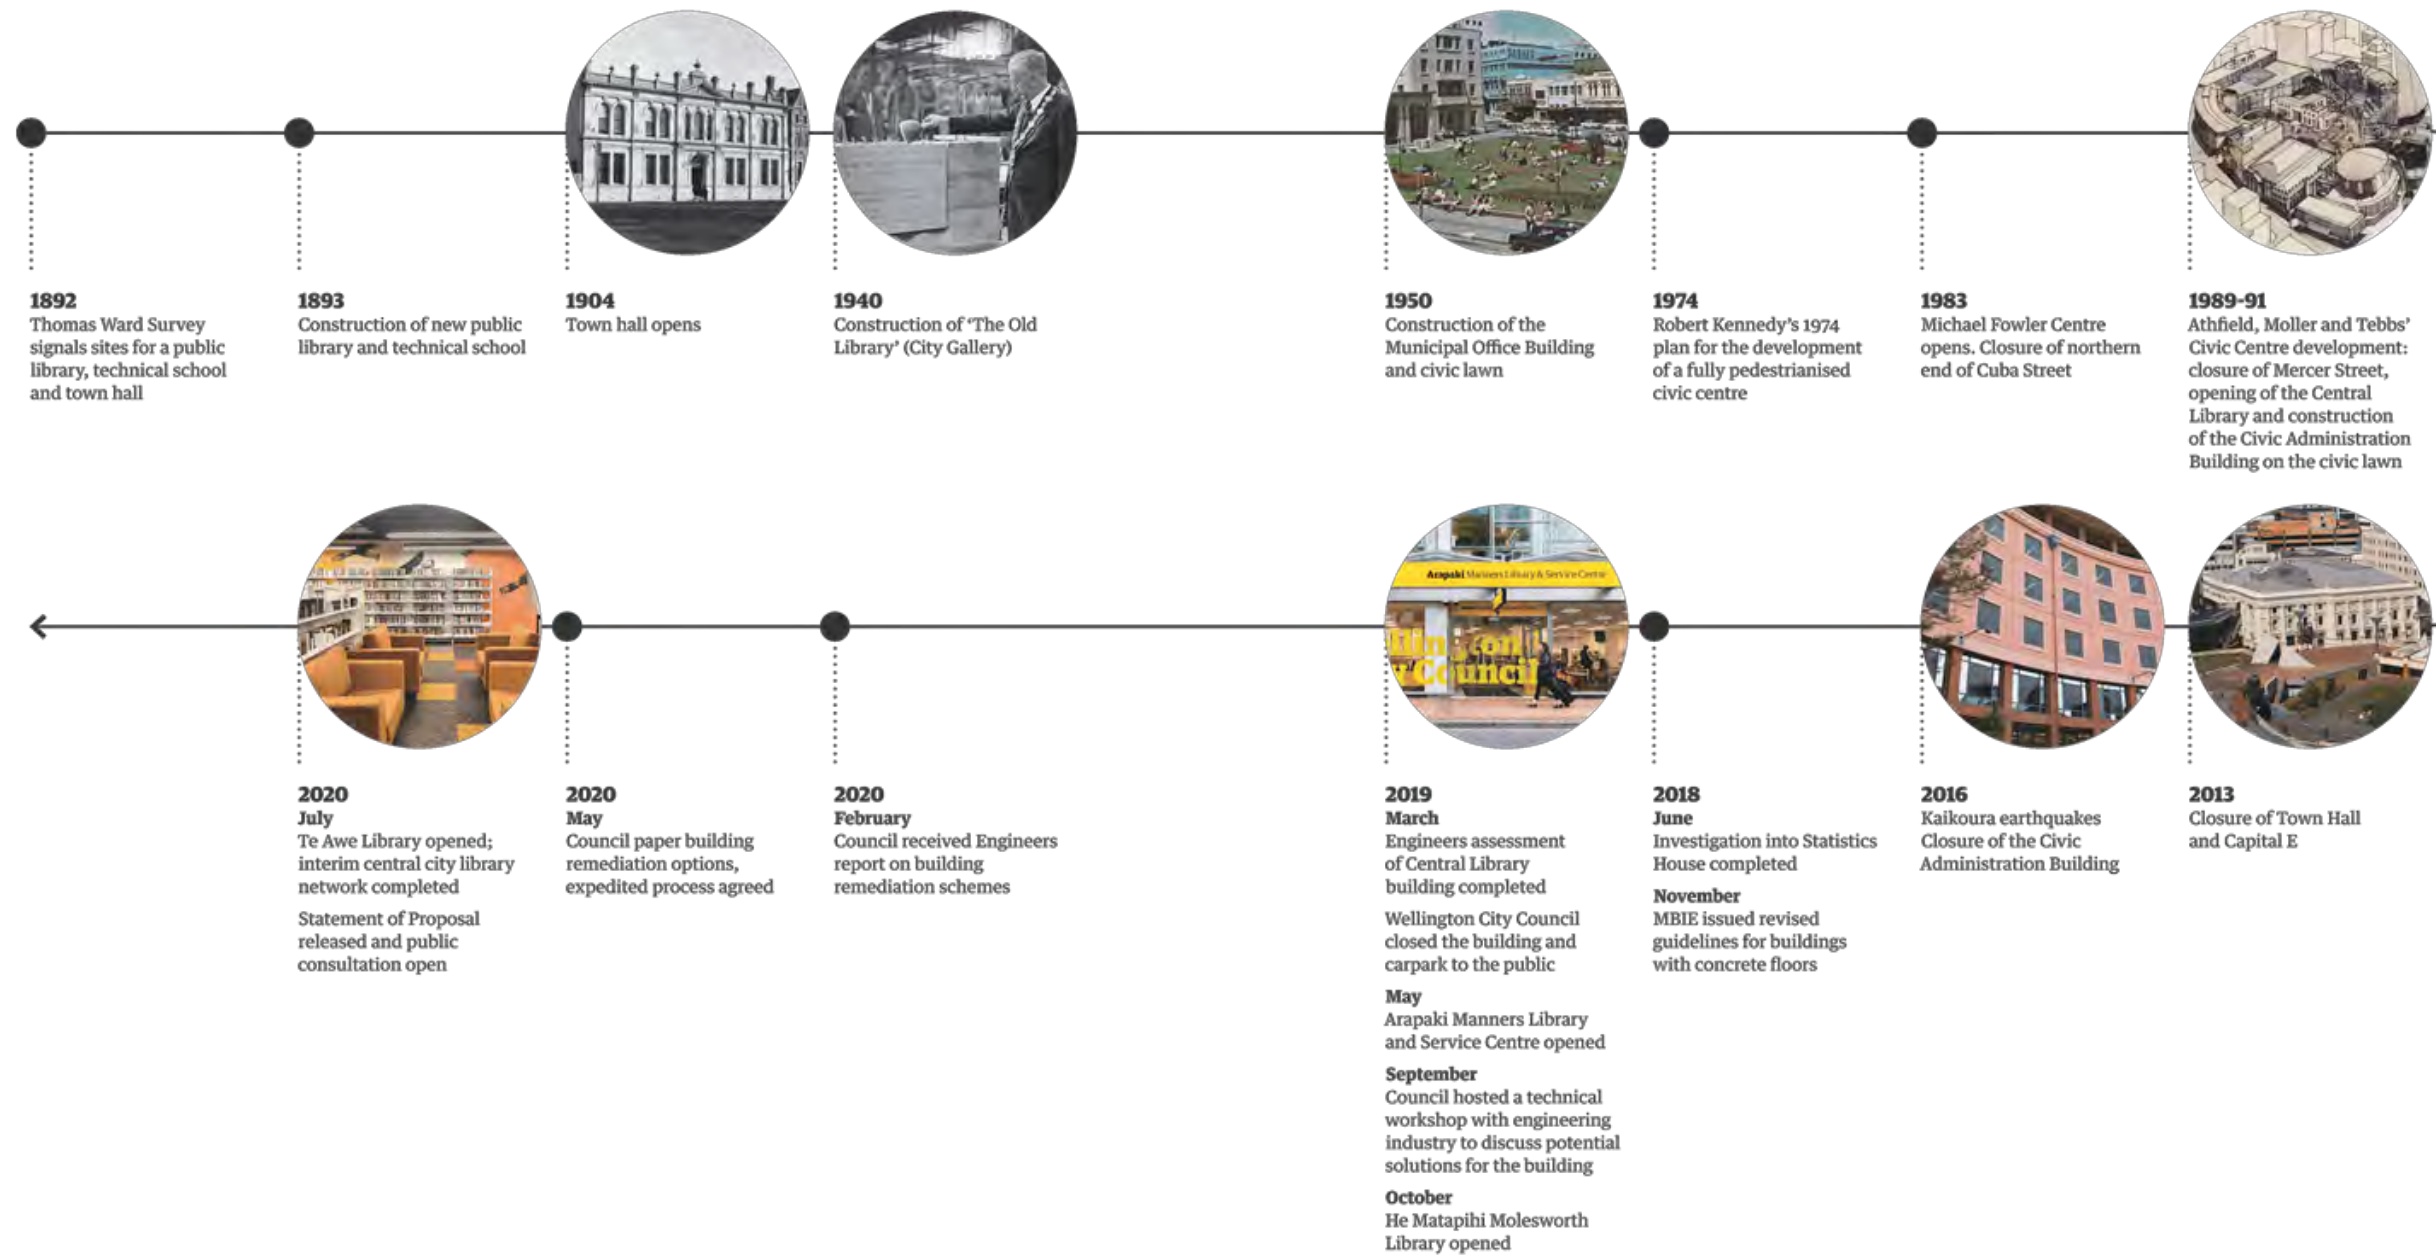 1892
Thomas Ward Survey
signals sites for a public
library, technical school
and town hall
1893
Construction of new public
library and technical school
1904
Town hall opens
1940
Construction of ‘The Old
Library’ (City Gallery)
1950
Construction of the
Municipal Office Building
and civic lawn
1974
Robert Kennedy’s 1974
plan for the development
of a fully pedestrianised
civic centre
1983
Michael Fowler Centre
opens. Closure of northern
end of Cuba Street
1989-91
Athfield, Moller and Tebbs’
Civic Centre development:
closure of Mercer Street,
opening of the Central
Library and construction
of the Civic Administration
Building on the civic lawn
Arapaki Manners Library & Service Centre
llington
y Council
2020
July
Te Awe Library opened;
interim central city library
network completed
Statement of Proposal
released and public
consultation open
2020
May
Council paper building
remediation options,
expedited process agreed
2020
February
Council received Engineers
report on building
remediation schemes
2019
March
Engineers assessment
of Central Library
building completed
Wellington City Council
closed the building and
carpark to the public
May
Arapaki Manners Library
and Service Centre opened
September
Council hosted a technical
workshop with engineering
industry to discuss potential
solutions for the building
October
He Matapihi Molesworth
Library opened
2018
June
Investigation into Statistics
House completed
November
MBIE issued revised
guidelines for buildings
with concrete floors
2016
Kaikoura earthquakes
Closure of the Civic
Administration Building
2013
Closure of Town Hall
and Capital E